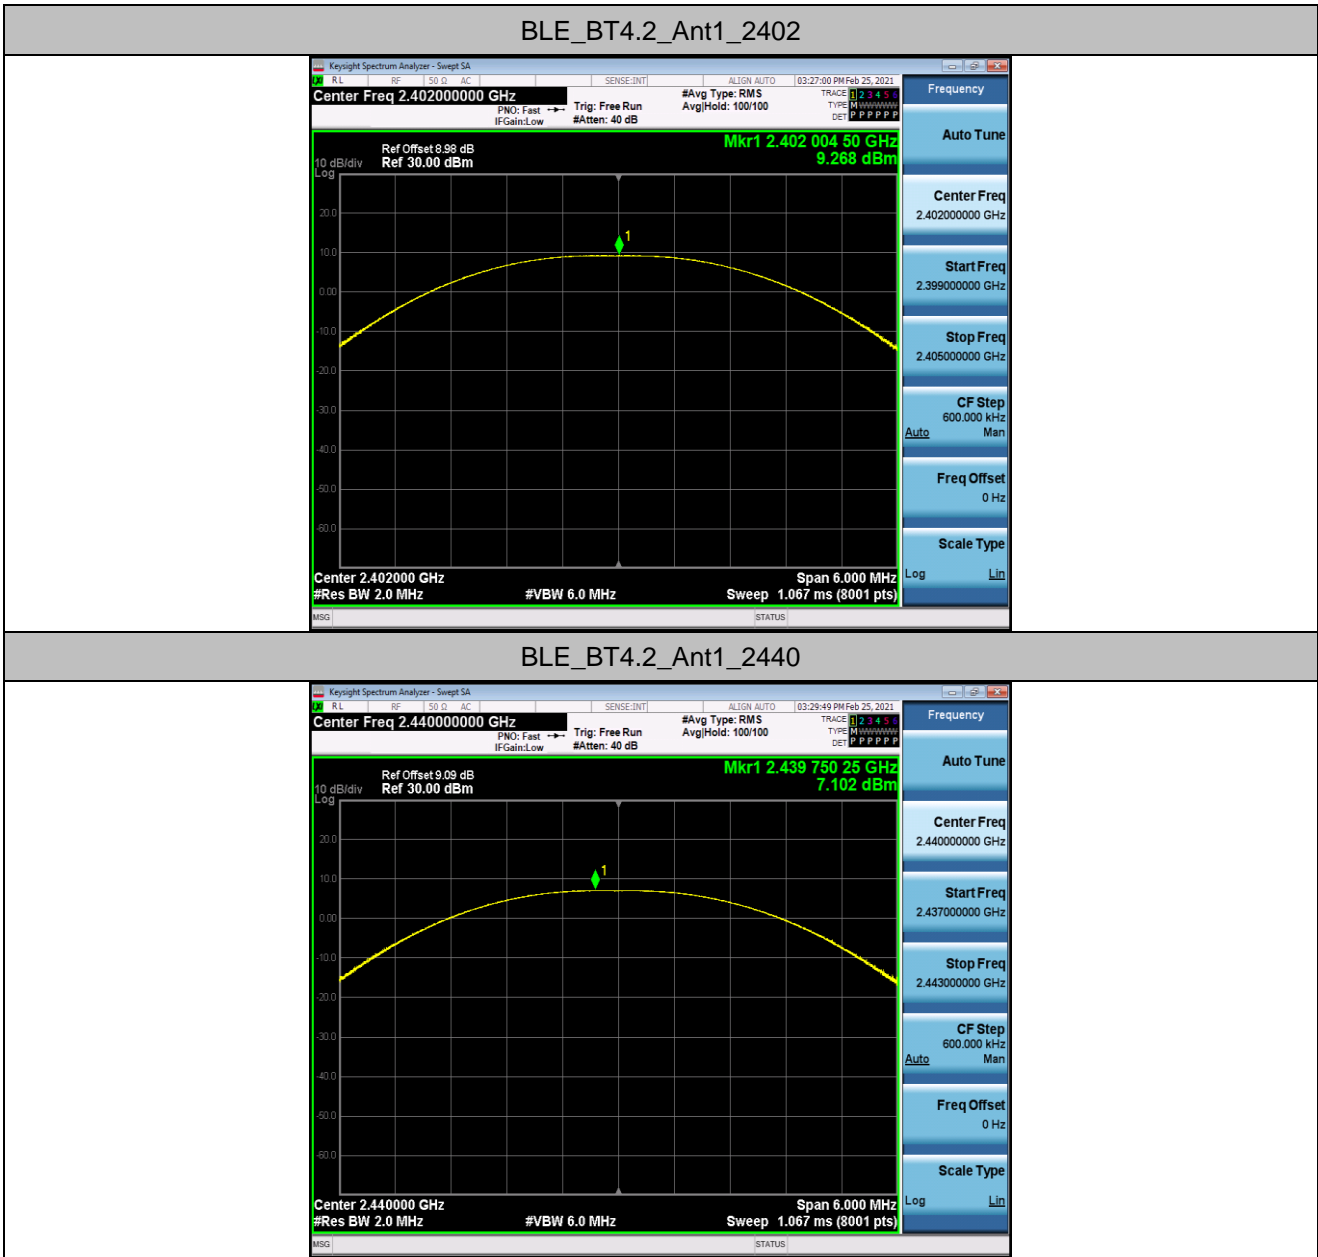 BLE_BT4.2_Ant1_2402
Keysight Spectrum Analyzer - Swept SA
RL RF 50 Ω AC SENSE:INT ALIGN AUTO 03:27:00 PM Feb 25, 2021
Center Freq 2.402000000 GHz
PNO: Fast
IFGain:Low
Trig: Free Run
#Atten: 40 dB
#Avg Type: RMS
Avg|Hold: 100/100
TRACE 1 2 3 4 5 6
TYPE M W W W W W
DET P P P P P P
Mkr1 2.402 004 50 GHz
9.268 dBm
Ref Offset 8.98 dB
10 dB/div Ref 30.00 dBm
Log
20.0
1
10.0
0.00
-10.0
-20.0
-30.0
-40.0
-50.0
-60.0
Center 2.402000 GHz Span 6.000 MHz
#Res BW 2.0 MHz #VBW 6.0 MHz Sweep 1.067 ms (8001 pts)
MSG STATUS
Frequency
Auto Tune
Center Freq
2.402000000 GHz
Start Freq
2.399000000 GHz
Stop Freq
2.405000000 GHz
CF Step
600.000 kHz
Auto Man
Freq Offset
0 Hz
Scale Type
Log Lin
BLE_BT4.2_Ant1_2440
Keysight Spectrum Analyzer - Swept SA
RL RF 50 Ω AC SENSE:INT ALIGN AUTO 03:29:49 PM Feb 25, 2021
Center Freq 2.440000000 GHz
PNO: Fast
IFGain:Low
Trig: Free Run
#Atten: 40 dB
#Avg Type: RMS
Avg|Hold: 100/100
TRACE 1 2 3 4 5 6
TYPE M W W W W W
DET P P P P P P
Mkr1 2.439 750 25 GHz
7.102 dBm
Ref Offset 9.09 dB
10 dB/div Ref 30.00 dBm
Log
20.0
1
10.0
0.00
-10.0
-20.0
-30.0
-40.0
-50.0
-60.0
Center 2.440000 GHz Span 6.000 MHz
#Res BW 2.0 MHz #VBW 6.0 MHz Sweep 1.067 ms (8001 pts)
MSG STATUS
Frequency
Auto Tune
Center Freq
2.440000000 GHz
Start Freq
2.437000000 GHz
Stop Freq
2.443000000 GHz
CF Step
600.000 kHz
Auto Man
Freq Offset
0 Hz
Scale Type
Log Lin